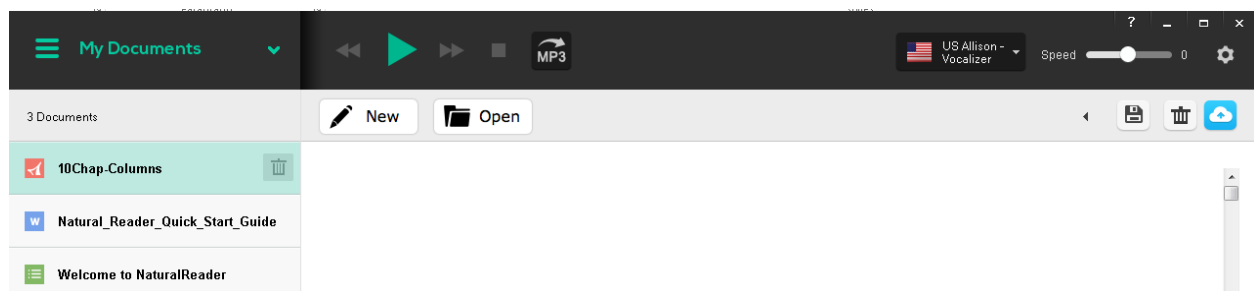 My Documents
MP3
US Allison -
Vocalizer
Speed
0
?
3 Documents
New
Open
10Chap-Columns
W
Natural_Reader_Quick_Start_Guide
Welcome to NaturalReader